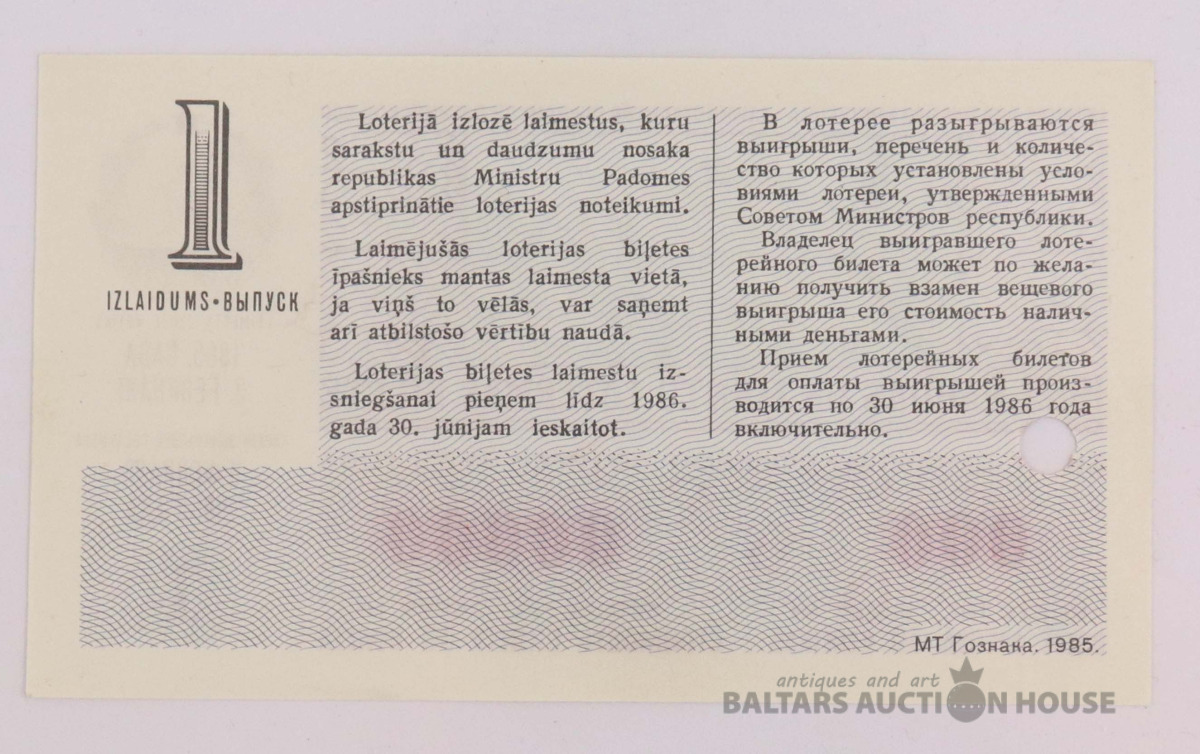 1
IZLAIDUMS•ВЫПУСК
Loterijā izlozē laimestus, kuru
sarakstu un daudzumu nosaka
republikas Ministru Padomes
apstiprinātie loterijas noteikumi.
Laimējušās loterijas biļetes
īpašnieks mantas laimesta vietā,
ja viņš to vēlās, var saņemt
arī atbilstošo vērtību naudā.
Loterijas biļetes laimestu iz-
sniegšanai pieņem līdz 1986.
gada 30. jūnijam ieskaitot.
В лотерее разыгрываются
выигрыши, перечень и количе-
ство которых установлены усло-
виями лотереи, утвержденными
Советом Министров республики.
Владелец выигравшего лоте-
рейного билета может по жела-
нию получить взамен вещевого
выигрыша его стоимость налич-
ными деньгами.
Прием лотерейных билетов
для оплаты выигрышей произ-
водится по 30 июня 1986 года
включительно.
МТ Гознака. 1985.
antiques and art
BALTARS AUCTION HOUSE